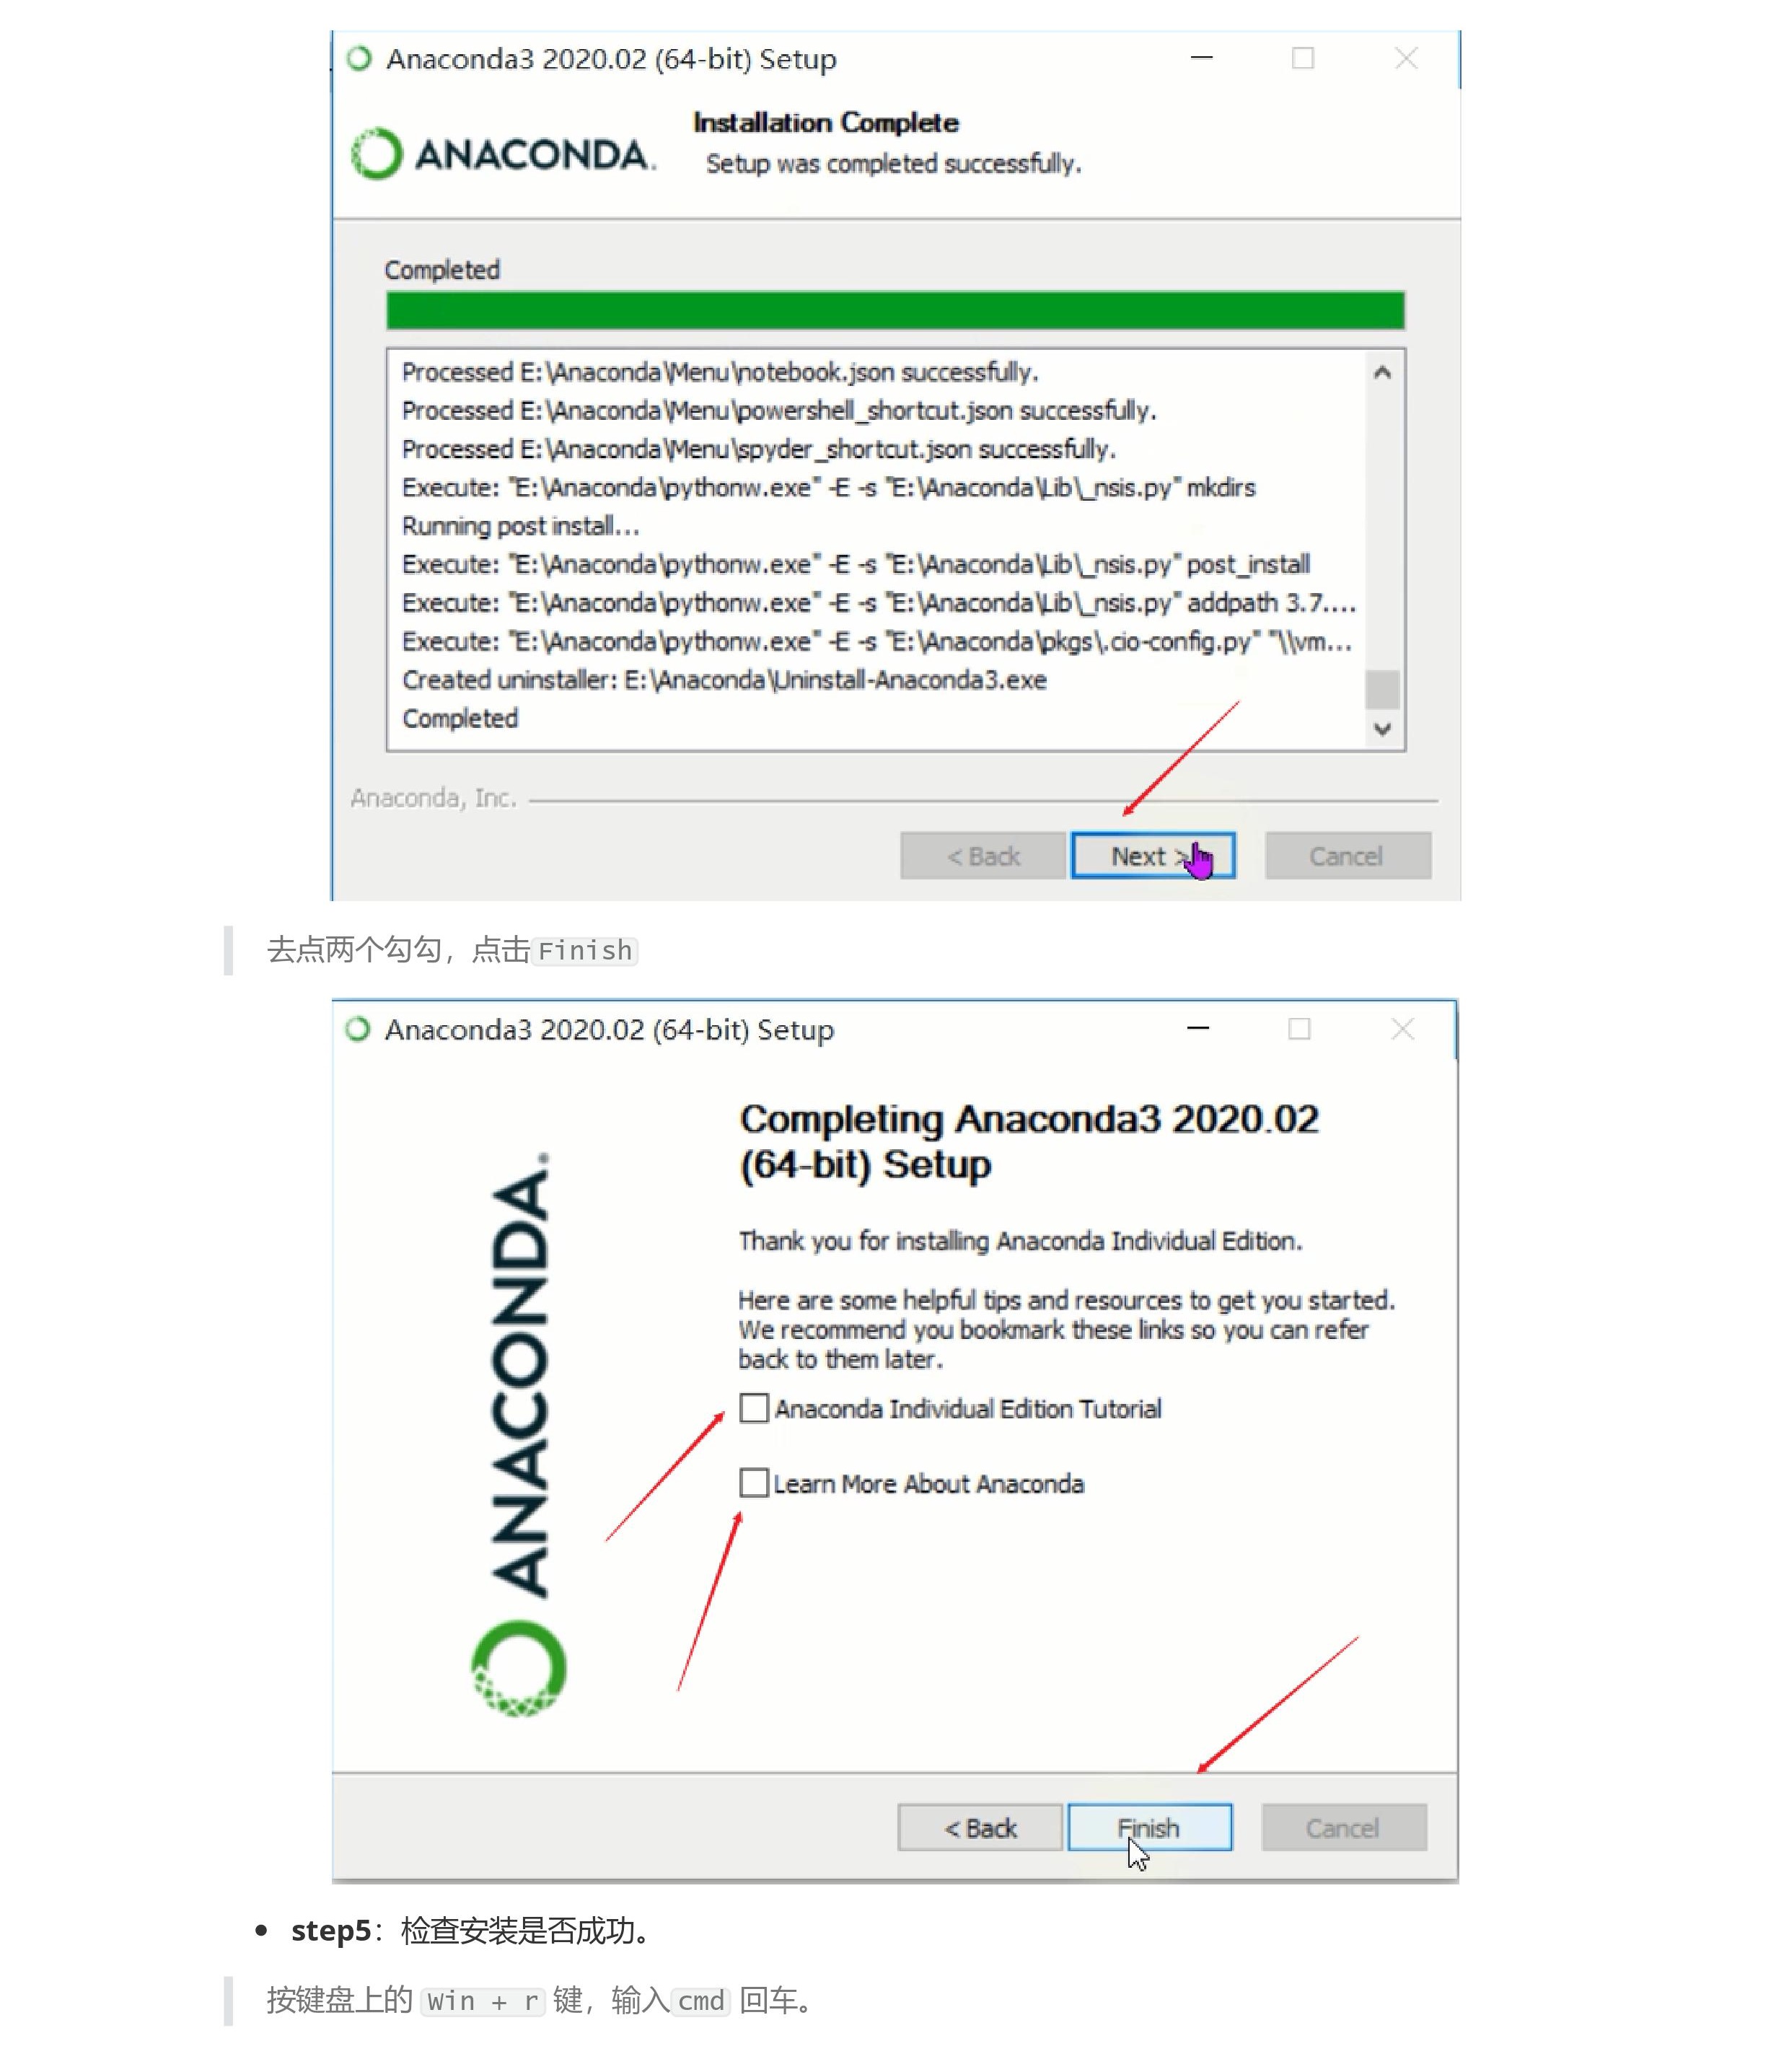 Anaconda3 2020.02 (64-bit) Setup
ANACONDA.
Installation Complete
Setup was completed successfully.
Completed
Processed E:\Anaconda\Menu\notebook.json successfully.
Processed E:\Anaconda\Menu\powershell_shortcut.json successfully.
Processed E:\Anaconda\Menu\spyder_shortcut.json successfully.
Execute: "E:\Anaconda\pythonw.exe" -E -s "E:\Anaconda\Lib\_nsis.py" mkdirs
Running post install...
Execute: "E:\Anaconda\pythonw.exe" -E -s "E:\Anaconda\Lib\_nsis.py" post_install
Execute: "E:\Anaconda\pythonw.exe" -E -s "E:\Anaconda\Lib\_nsis.py" addpath 3.7....
Execute: "E:\Anaconda\pythonw.exe" -E -s "E:\Anaconda\pkgs\.cio-config.py" "\\vm...
Created uninstaller: E:\Anaconda\Uninstall-Anaconda3.exe
Completed
Anaconda, Inc.
< Back Next > Cancel
去点两个勾勾，点击Finish
Anaconda3 2020.02 (64-bit) Setup
ANACONDA.
Completing Anaconda3 2020.02
(64-bit) Setup
Thank you for installing Anaconda Individual Edition.
Here are some helpful tips and resources to get you started.
We recommend you bookmark these links so you can refer
back to them later.
Anaconda Individual Edition Tutorial
Learn More About Anaconda
< Back Finish Cancel
• step5：检查安装是否成功。
按键盘上的 Win + r 键，输入 cmd 回车。